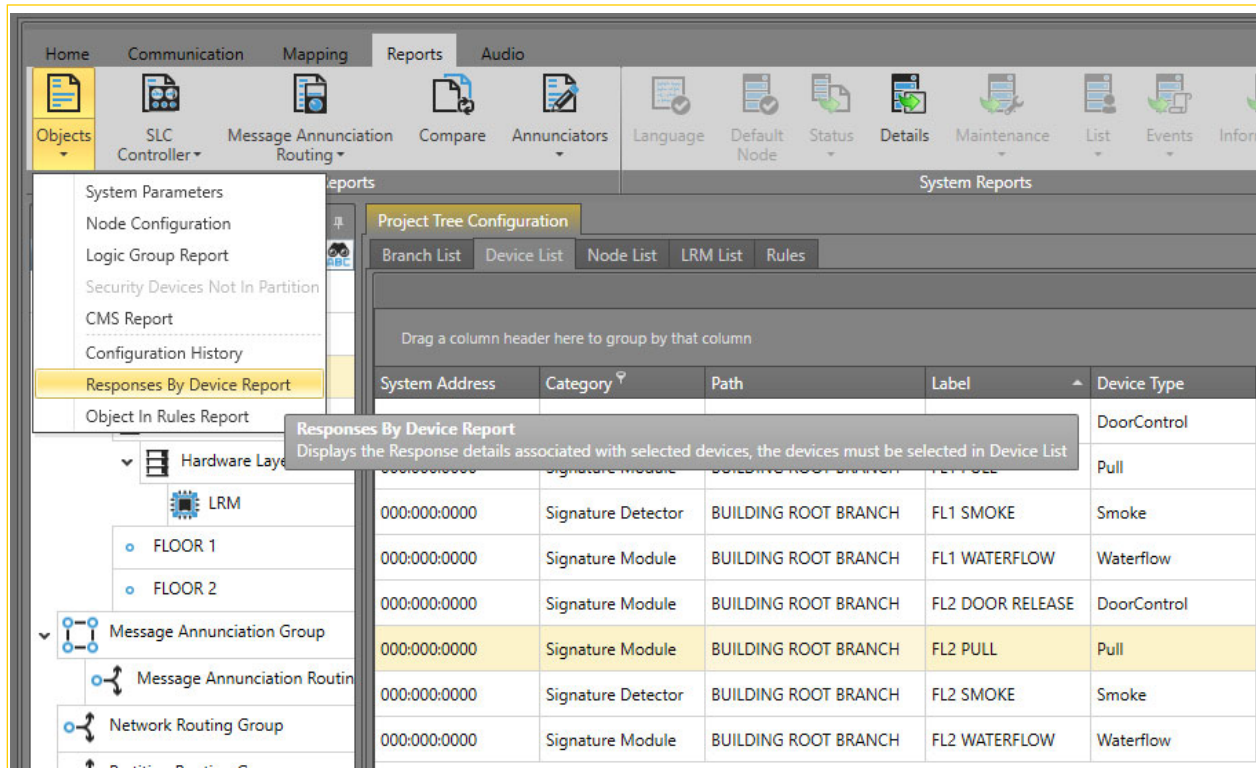 Home Communication Mapping Reports Audio
Objects SLC Controller Message Annunciation Routing Compare Annunciators Language Default Node Status Details Maintenance List Events
System Reports
System Parameters
Node Configuration
Logic Group Report
Security Devices Not In Partition
CMS Report
Configuration History
Responses By Device Report
Object In Rules Report
ABC
Project Tree Configuration
Branch List Device List Node List LRM List Rules
Drag a column header here to group by that column
System Address Category Path Label Device Type
DoorControl
Responses By Device Report
Displays the Response details associated with selected devices, the devices must be selected in Device List
Pull
Hardware
LRM
000:000:0000 Signature Detector BUILDING ROOT BRANCH FL1 SMOKE Smoke
FLOOR 1
000:000:0000 Signature Module BUILDING ROOT BRANCH FL1 WATERFLOW Waterflow
FLOOR 2
000:000:0000 Signature Module BUILDING ROOT BRANCH FL2 DOOR RELEASE DoorControl
Message Annunciation Group
000:000:0000 Signature Module BUILDING ROOT BRANCH FL2 PULL Pull
Message Annunciation Routin
000:000:0000 Signature Detector BUILDING ROOT BRANCH FL2 SMOKE Smoke
Network Routing Group
000:000:0000 Signature Module BUILDING ROOT BRANCH FL2 WATERFLOW Waterflow